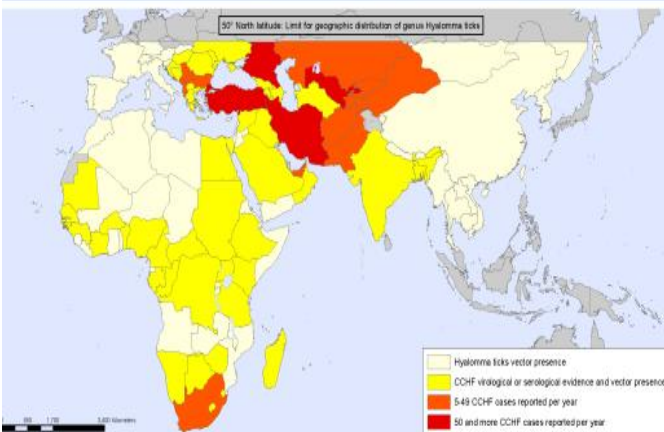 50° North latitude: Limit for geographic distribution of genus Hyalomma ticks
Hyalomma ticks vector presence
CCHF virological or serological evidence and vector presence
5-49 CCHF cases reported per year
50 and more CCHF cases reported per year